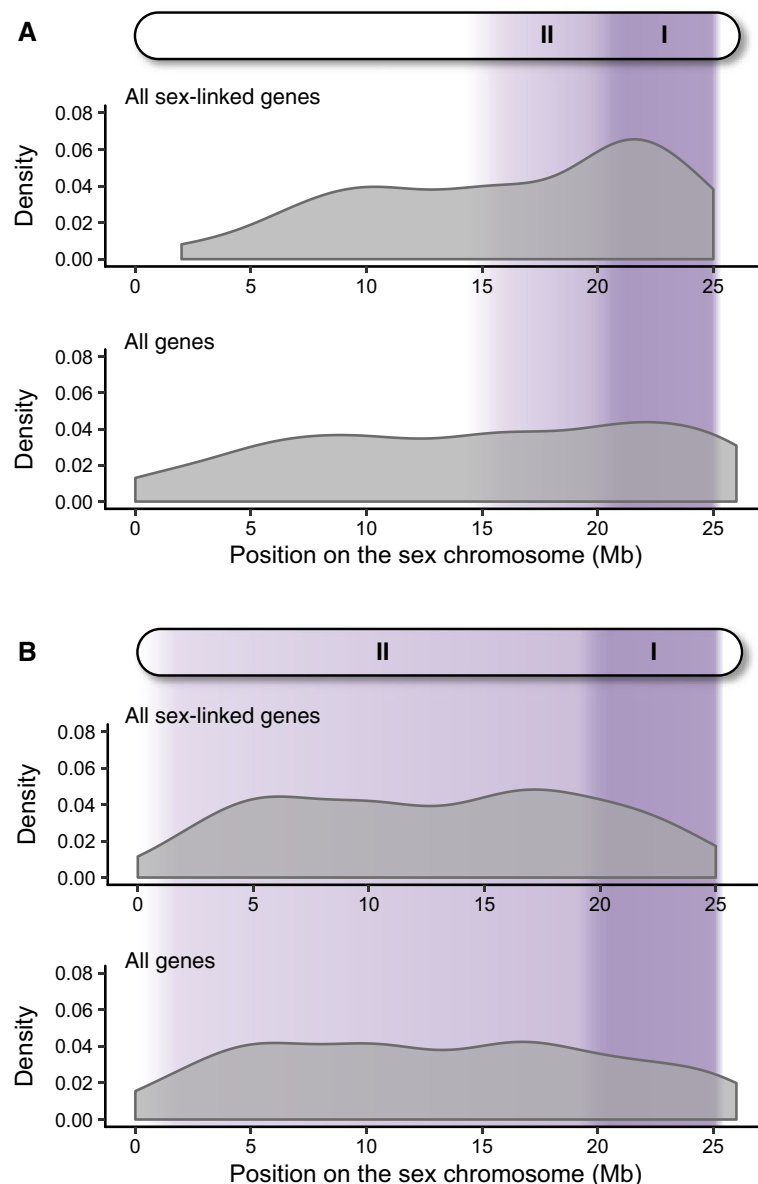 A
II I
All sex-linked genes
Density
0.08
0.06
0.04
0.02
0.00
0 5 10 15 20 25
All genes
Density
0.08
0.06
0.04
0.02
0.00
0 5 10 15 20 25
Position on the sex chromosome (Mb)
B
II I
All sex-linked genes
Density
0.08
0.06
0.04
0.02
0.00
0 5 10 15 20 25
All genes
Density
0.08
0.06
0.04
0.02
0.00
0 5 10 15 20 25
Position on the sex chromosome (Mb)